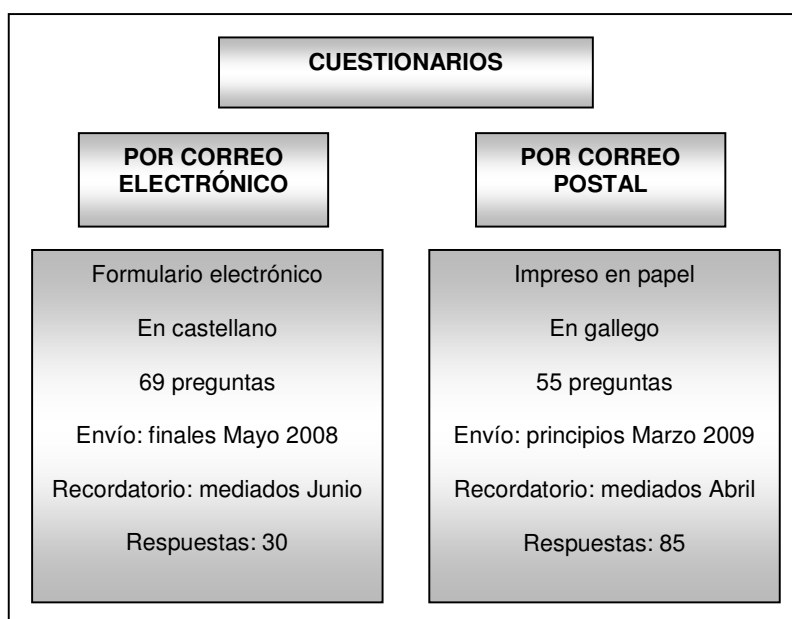 CUESTIONARIOS
POR CORREO
ELECTRÓNICO
Formulario electrónico
En castellano
69 preguntas
Envío: finales Mayo 2008
Recordatorio: mediados Junio
Respuestas: 30
POR CORREO
POSTAL
Impreso en papel
En gallego
55 preguntas
Envío: principios Marzo 2009
Recordatorio: mediados Abril
Respuestas: 85